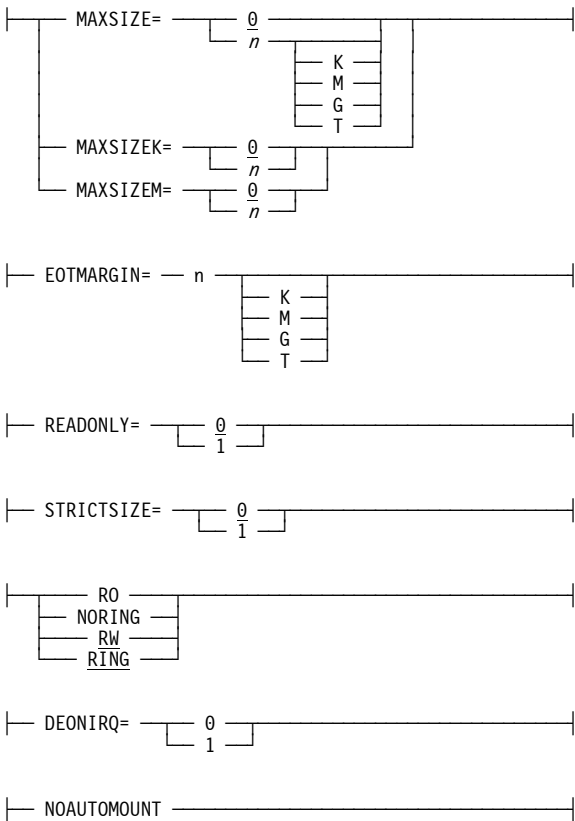 MAXSIZE= 0
n
K
M
G
T
MAXSIZEK= 0
n
MAXSIZEM= 0
n
EOTMARGIN= n
K
M
G
T
READONLY= 0
1
STRICTSIZE= 0
1
RO
NORING
RW
RING
DEONIRQ= 0
1
NOAUTOMOUNT